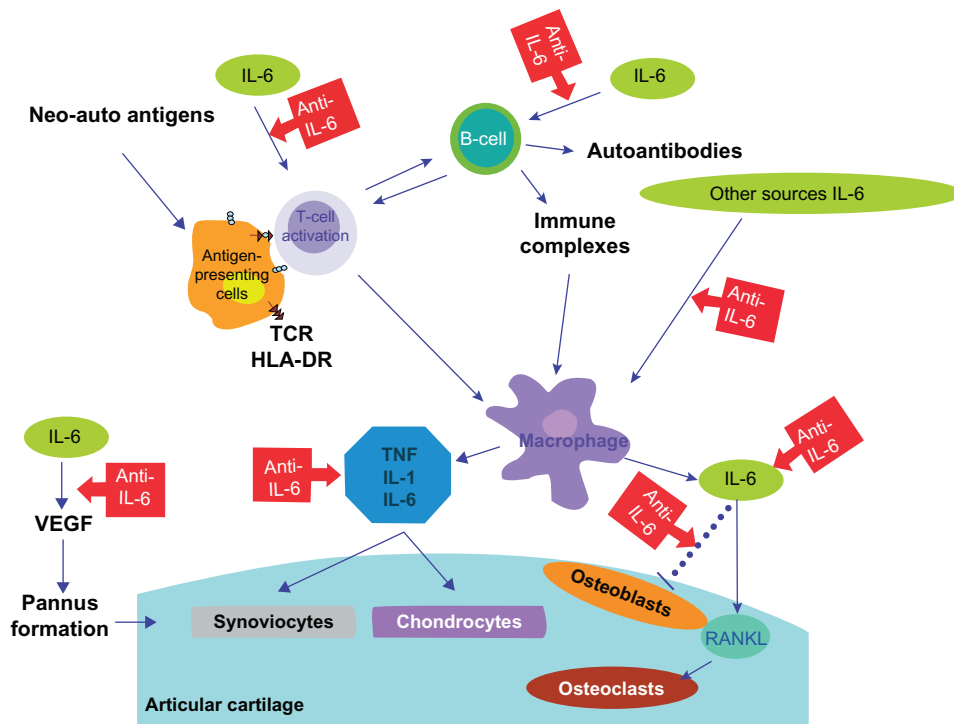 Anti-
IL-6
IL-6
IL-6
Anti-
IL-6
Neo-auto antigens
B-cell
Autoantibodies
Other sources IL-6
T-cell
activation
Immune
complexes
Antigen-
presenting
cells
Anti-
IL-6
TCR
HLA-DR
IL-6
Macrophage
Anti-
IL-6
TNF
IL-1
IL-6
Anti-
IL-6
Anti-
IL-6
IL-6
Anti-
IL-6
VEGF
Osteoblasts
Pannus
formation
Synoviocytes
Chondrocytes
RANKL
Osteoclasts
Articular cartilage